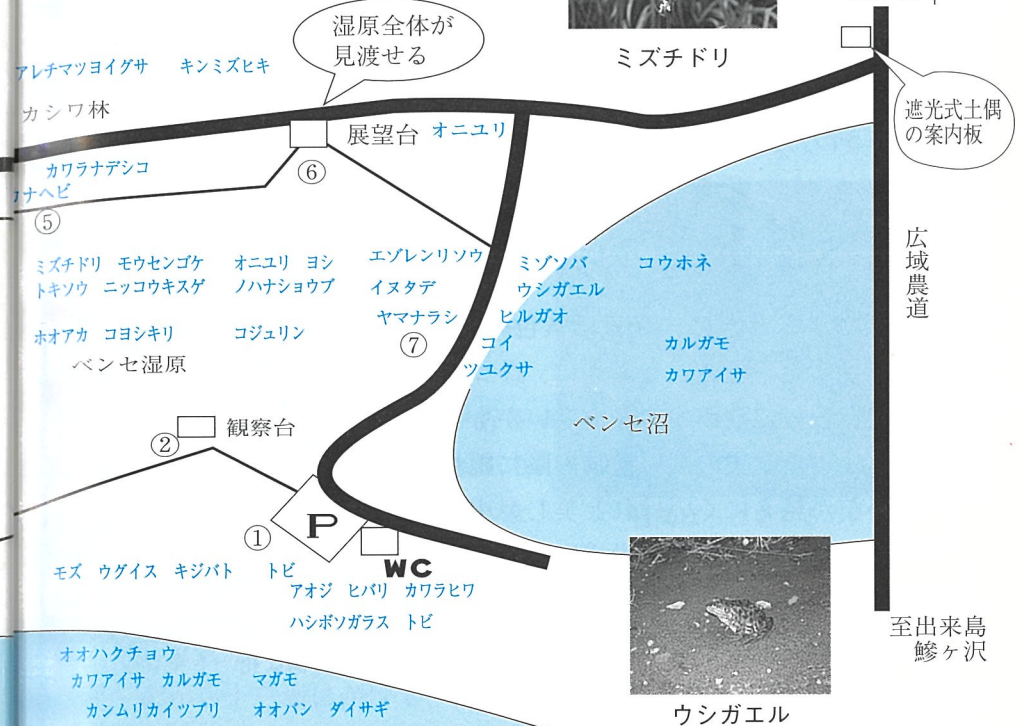 湿原全体が
見渡せる
ミズチドリ
アレチマツヨイグサ キンミズヒキ
カシワ林
展望台 オニユリ
⑥
遮光式土偶
の案内板
カワラナデシコ
ナヘビ
⑤
広域農道
ミズチドリ モウセンゴケ オニユリ ヨシ エゾレンリソウ
トキソウ ニッコウキスゲ ノハナショウブ イヌタデ
ホオアカ コヨシキリ コジュリン ヤマナラシ
⑦
ベンセ湿原
ミゾソバ コウホネ
ウシガエル
ヒルガオ
コイ カルガモ
ツユクサ カワアイサ
ベンセ沼
② 観察台
① P
WC
モズ ウグイス キジバト トビ
アオジ ヒバリ カワラヒワ
ハシボソガラス トビ
至出来島
鰺ヶ沢
オオハクチョウ
カワアイサ カルガモ マガモ
カンムリカイツブリ オオバン ダイサギ
ウシガエル